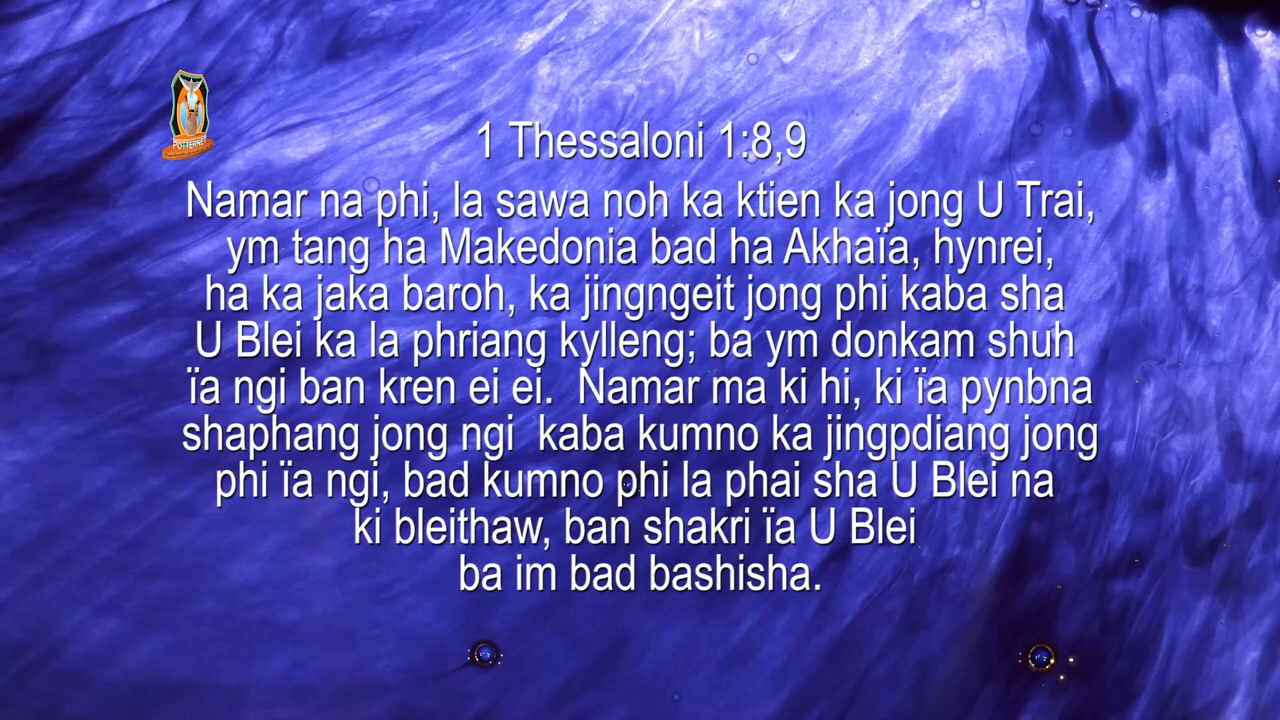 POTTERNET
1 Thessaloni 1:8,9
Namar na phi, la sawa noh ka ktien ka jong U Trai,
ym tang ha Makedonia bad ha Akhaïa, hynrei,
ha ka jaka baroh, ka jingngeit jong phi kaba sha
U Blei ka la phriang kylleng; ba ym donkam shuh
ïa ngi ban kren ei ei. Namar ma ki hi, ki ïa pynbna
shaphang jong ngi kaba kumno ka jingpdiang jong
phi ïa ngi, bad kumno phi la phai sha U Blei na
ki bleithaw, ban shakri ïa U Blei
ba im bad bashisha.